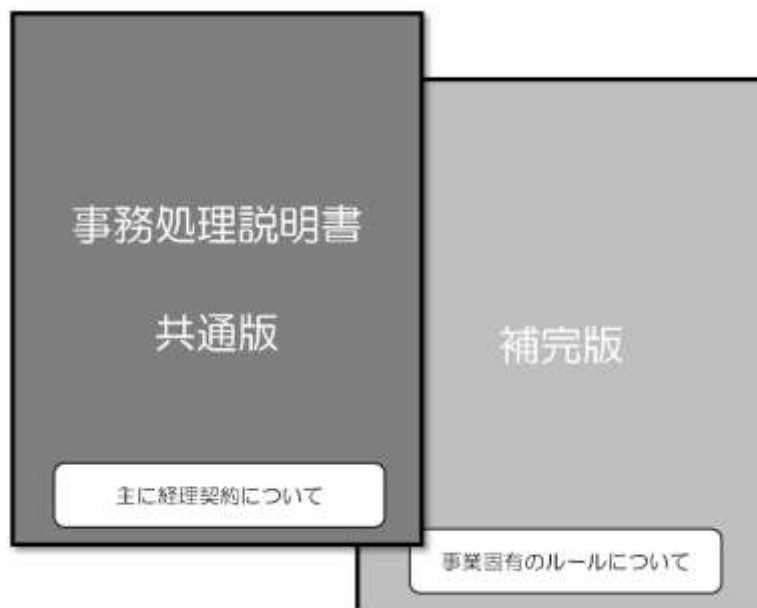 事務処理説明書
共通版
主に経理契約について
補完版
事業固有のルールについて